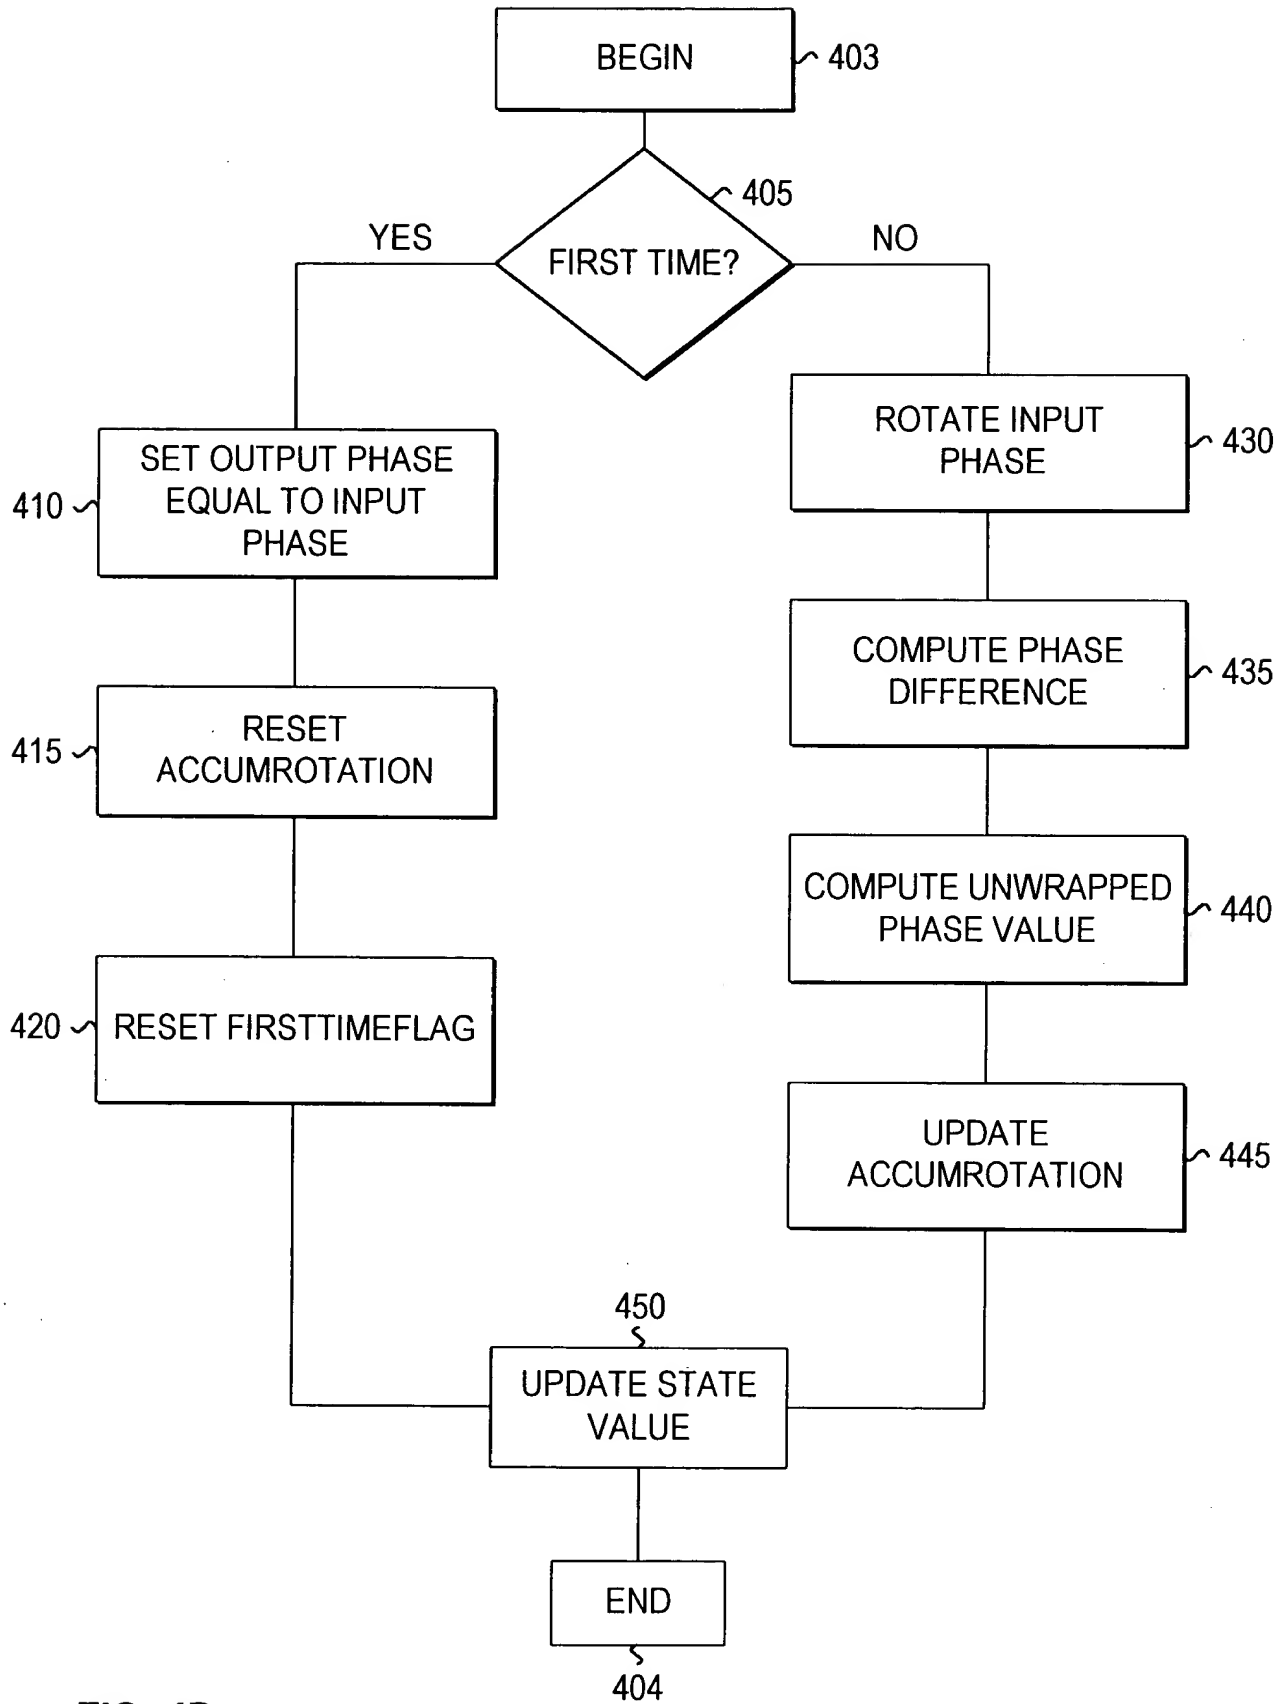 BEGIN
403
405
FIRST TIME?
YES
NO
SET OUTPUT PHASE
EQUAL TO INPUT
PHASE
410
RESET
ACCUMROTATION
415
RESET FIRSTTIMEFLAG
420
ROTATE INPUT
PHASE
430
COMPUTE PHASE
DIFFERENCE
435
COMPUTE UNWRAPPED
PHASE VALUE
440
UPDATE
ACCUMROTATION
445
450
UPDATE STATE
VALUE
END
404